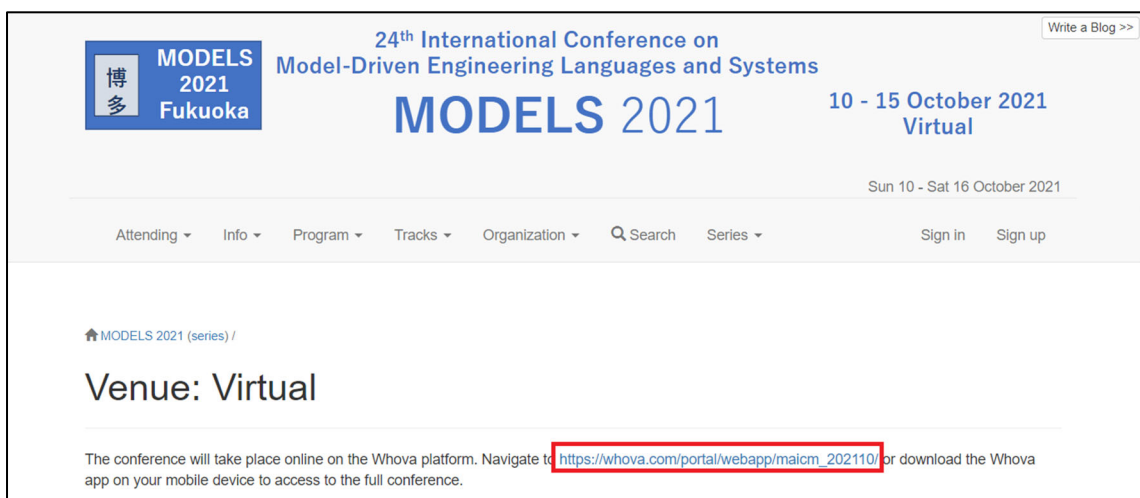 Write a Blog >>
博多
MODELS
2021
Fukuoka
24th International Conference on
Model-Driven Engineering Languages and Systems
MODELS 2021
10 - 15 October 2021
Virtual
Sun 10 - Sat 16 October 2021
Attending Info Program Tracks Organization Search Series Sign in Sign up
MODELS 2021 (series) /
Venue: Virtual
The conference will take place online on the Whova platform. Navigate to https://whova.com/portal/webapp/maicm_202110/ or download the Whova
app on your mobile device to access to the full conference.